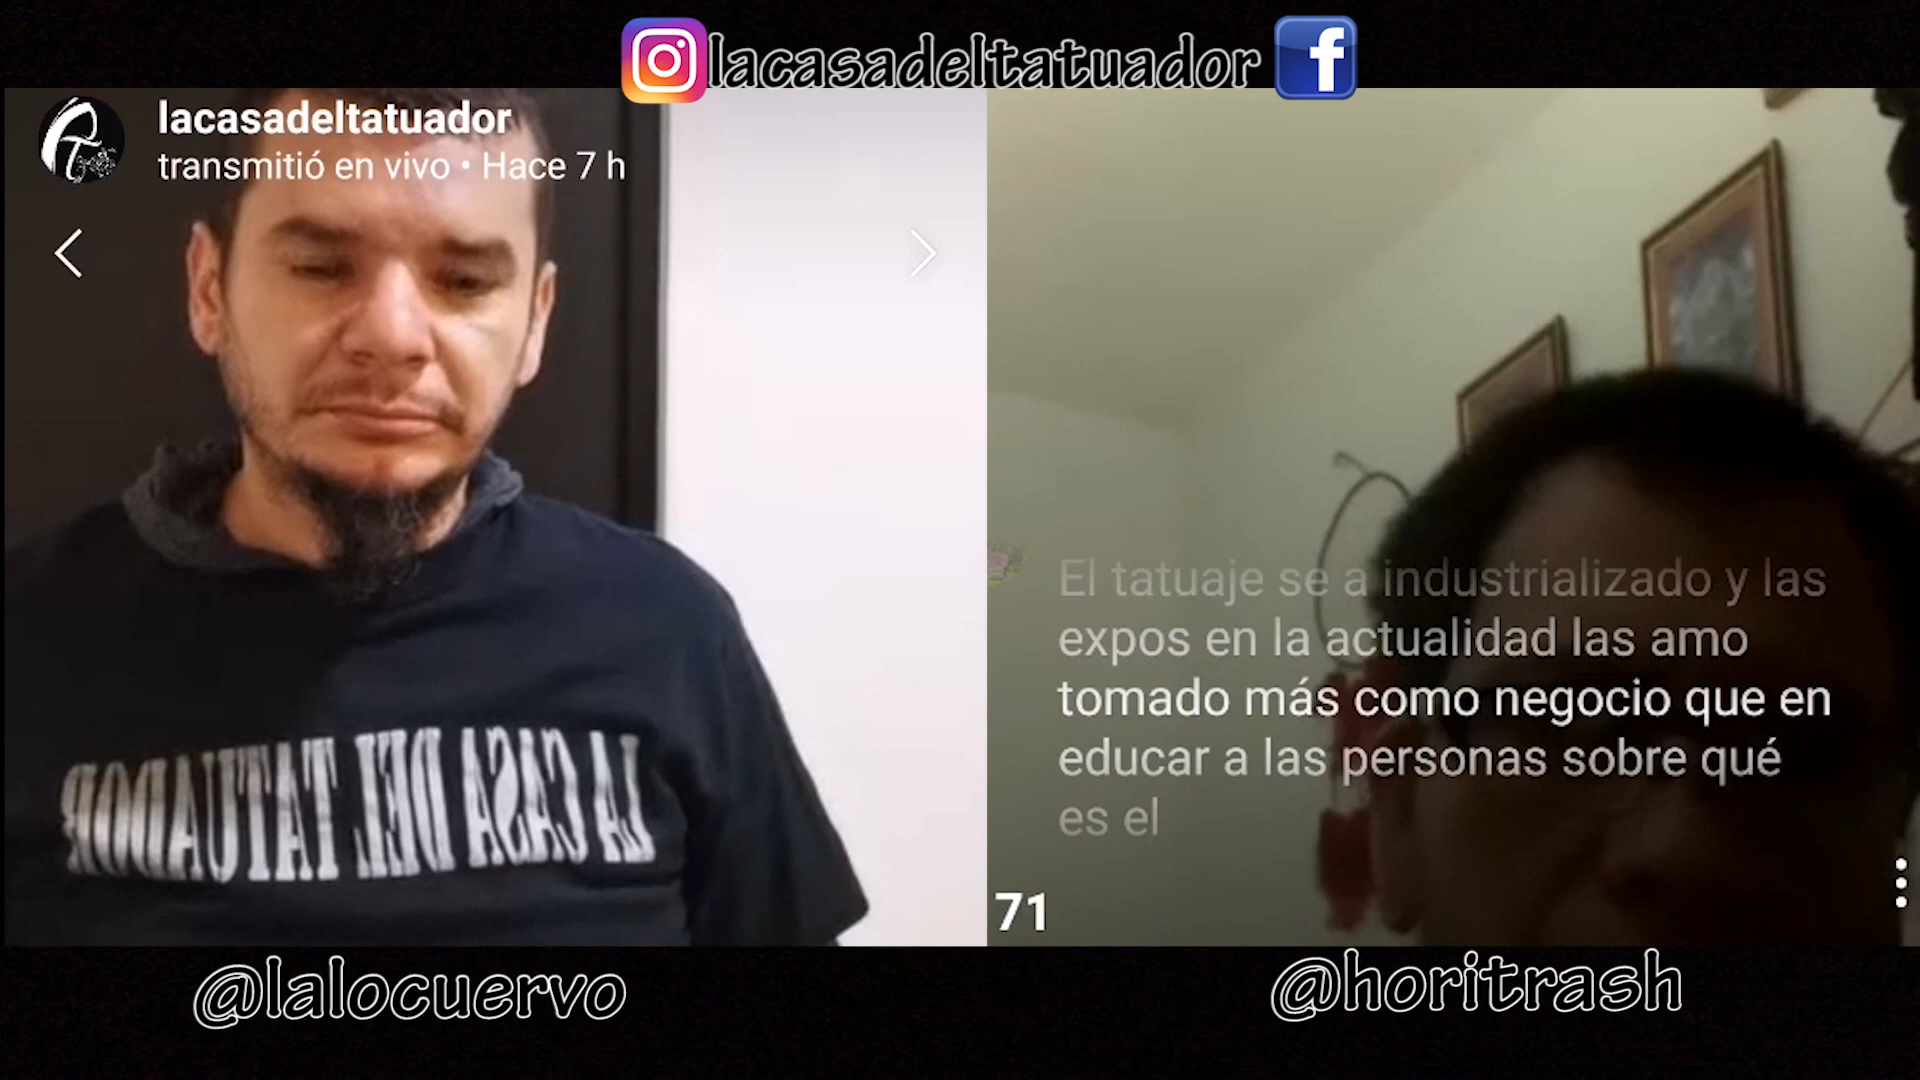 lacasadeltatuador
lacasadeltatuador
transmitió en vivo • Hace 7 h
LA CASA DEL TATUADOR
El tatuaje se a industrializado y las
expos en la actualidad las amo
tomado más como negocio que en
educar a las personas sobre qué
es el
71
@lalocuervo
@horitrash